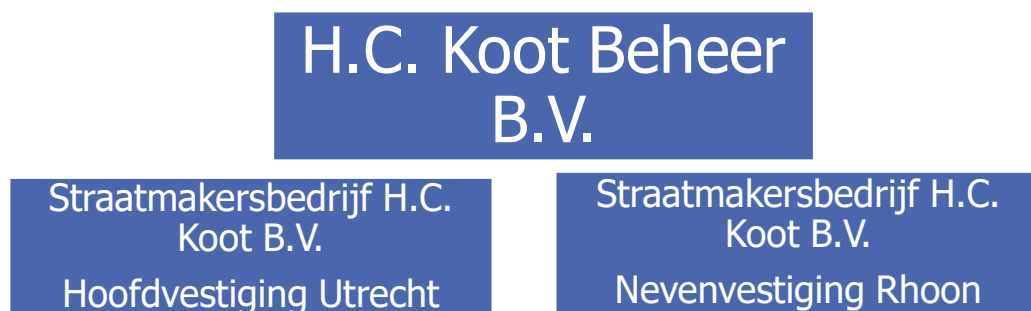 H.C. Koot Beheer
B.V.
Straatmakersbedrijf H.C.
Koot B.V.
Hoofdvestiging Utrecht
Straatmakersbedrijf H.C.
Koot B.V.
Nevenvestiging Rhoon